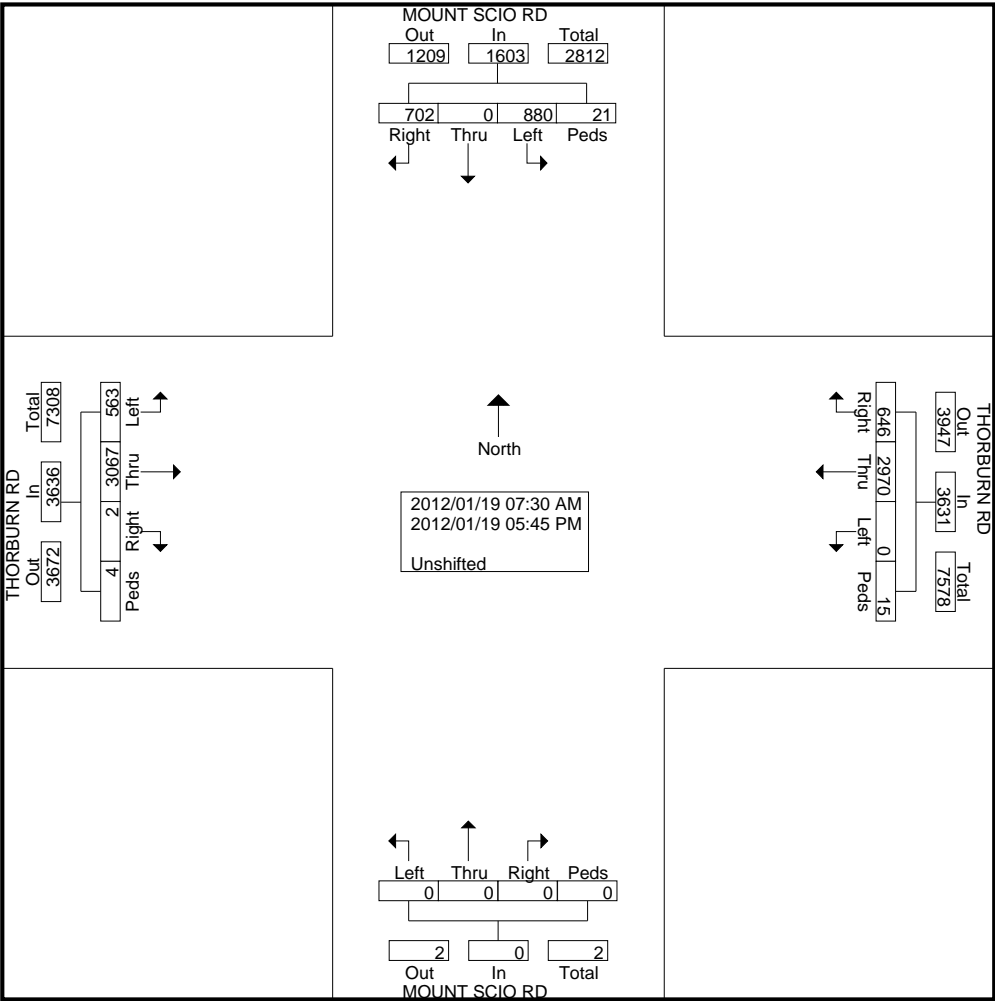 MOUNT SCIO RD
Out In Total
1209 1603 2812
702 0 880 21
Right Thru Left Peds
THORBURN RD
Total In Out
7308 3636 3672
563 3067 2 4
Left Thru Right Peds
North
2012/01/19 07:30 AM
2012/01/19 05:45 PM
Unshifted
Right Thru Left Peds
646 2970 0 15
3947 3631 7578
Out In Total
THORBURN RD
Left Thru Right Peds
0 0 0 0
2 0 2
Out In Total
MOUNT SCIO RD